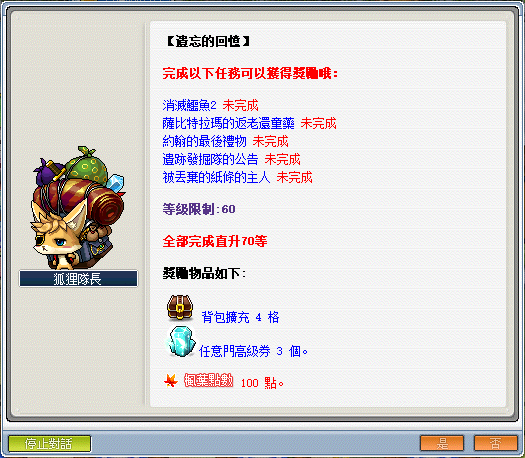 【遺忘的回憶】
完成以下任務可以獲得獎勵哦:
消滅鱷魚2 未完成
薩比特拉瑪的返老還童藥 未完成
約翰的最後禮物 未完成
遺跡發掘隊的公告 未完成
被丟棄的紙條的主人 未完成
等级限制:60
全部完成直升70等
獎勵物品如下:
背包擴充 4 格
任意門高級券 3 個。
楓葉點數 100 點。
狐狸隊長
停止對話
是
否